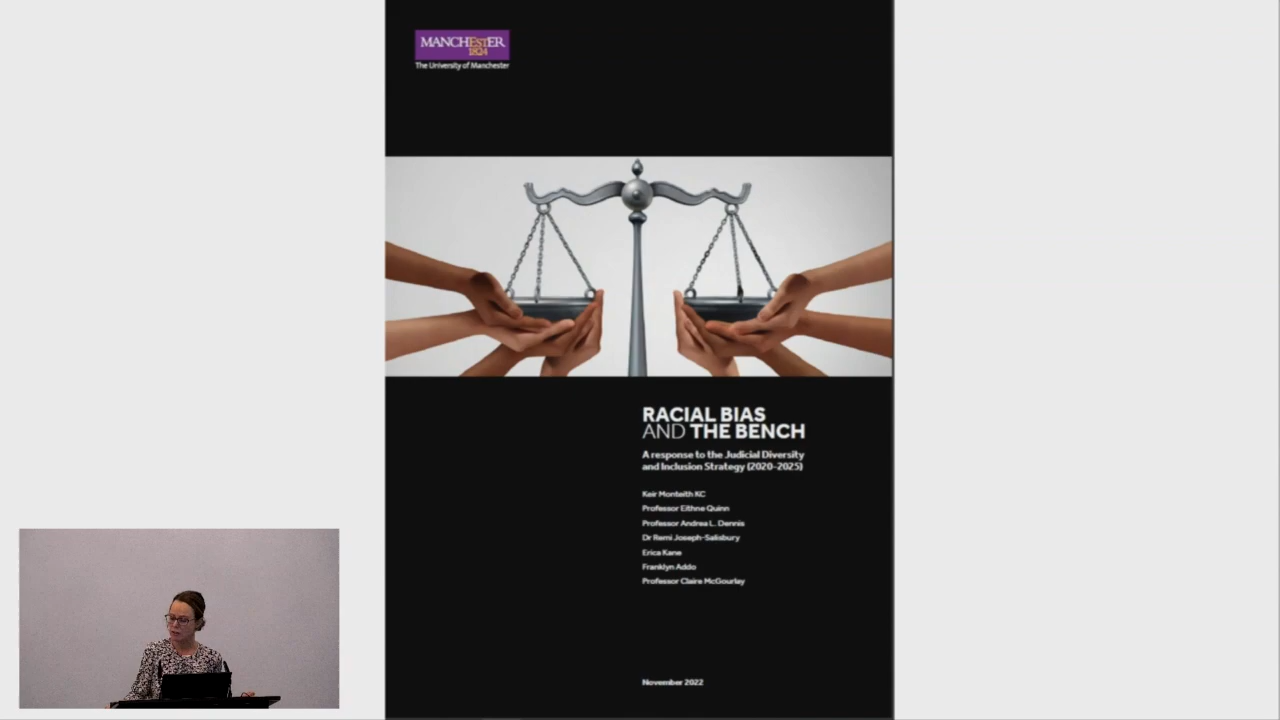 MANCHESTER
1824
The University of Manchester
RACIAL BIAS
AND THE BENCH
A response to the Judicial Diversity
and Inclusion Strategy (2020-2025)
Keir Monteith KC
Professor Eithne Quinn
Professor Andrea L. Dennis
Dr Remi Joseph-Salisbury
Erica Kane
Franklyn Addo
Professor Claire McGourlay
November 2022